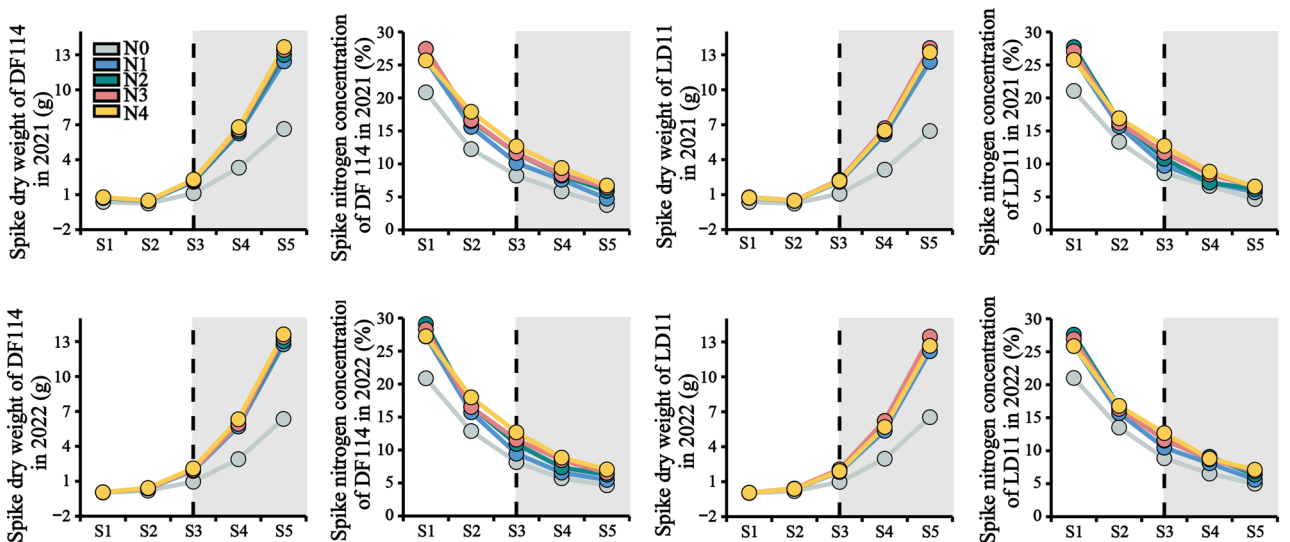 Spike dry weight of DF114
in 2021 (g)
13
10
7
4
1
−2
N0
N1
N2
N3
N4
S1 S2 S3 S4 S5
Spike nitrogen concentration
of DF 114 in 2021 (%)
30
25
20
15
10
5
0
S1 S2 S3 S4 S5
Spike dry weight of LD11
in 2021 (g)
13
10
7
4
1
−2
S1 S2 S3 S4 S5
Spike nitrogen concentration
of LD11 in 2021 (%)
30
25
20
15
10
5
0
S1 S2 S3 S4 S5
Spike dry weight of DF114
in 2022 (g)
13
10
7
4
1
−2
S1 S2 S3 S4 S5
Spike nitrogen concentration
of DF114 in 2022 (%)
30
25
20
15
10
5
0
S1 S2 S3 S4 S5
Spike dry weight of LD11
in 2022 (g)
13
10
7
4
1
−2
S1 S2 S3 S4 S5
Spike nitrogen concentration
of LD11 in 2022 (%)
30
25
20
15
10
5
0
S1 S2 S3 S4 S5